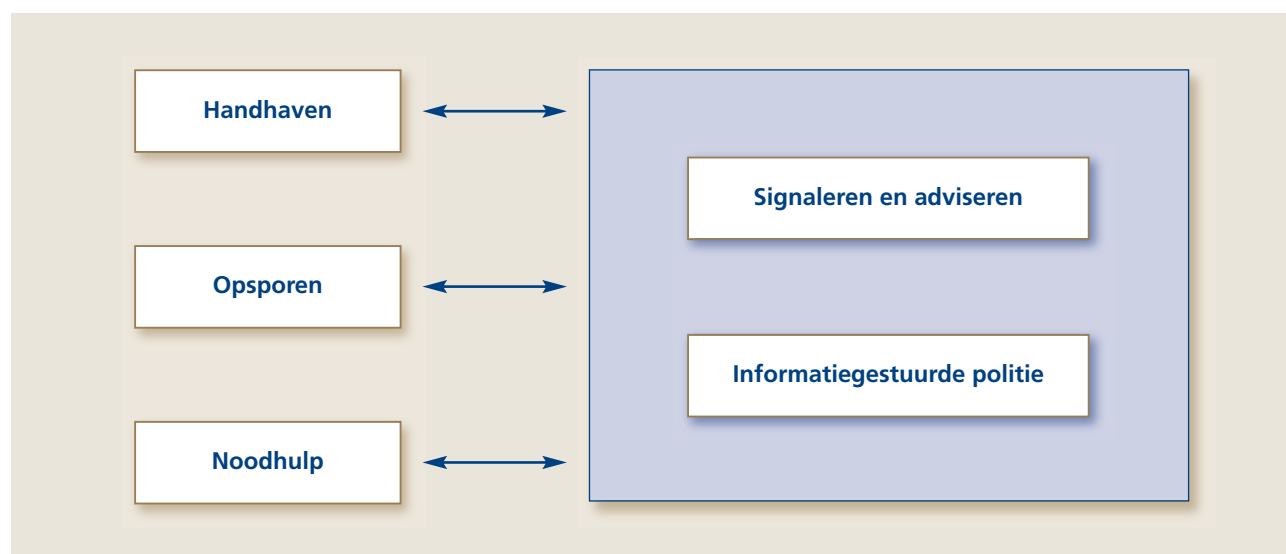 Handhaven
Opsporen
Noodhulp
Signaleren en adviseren
Informatiegestuurde politie